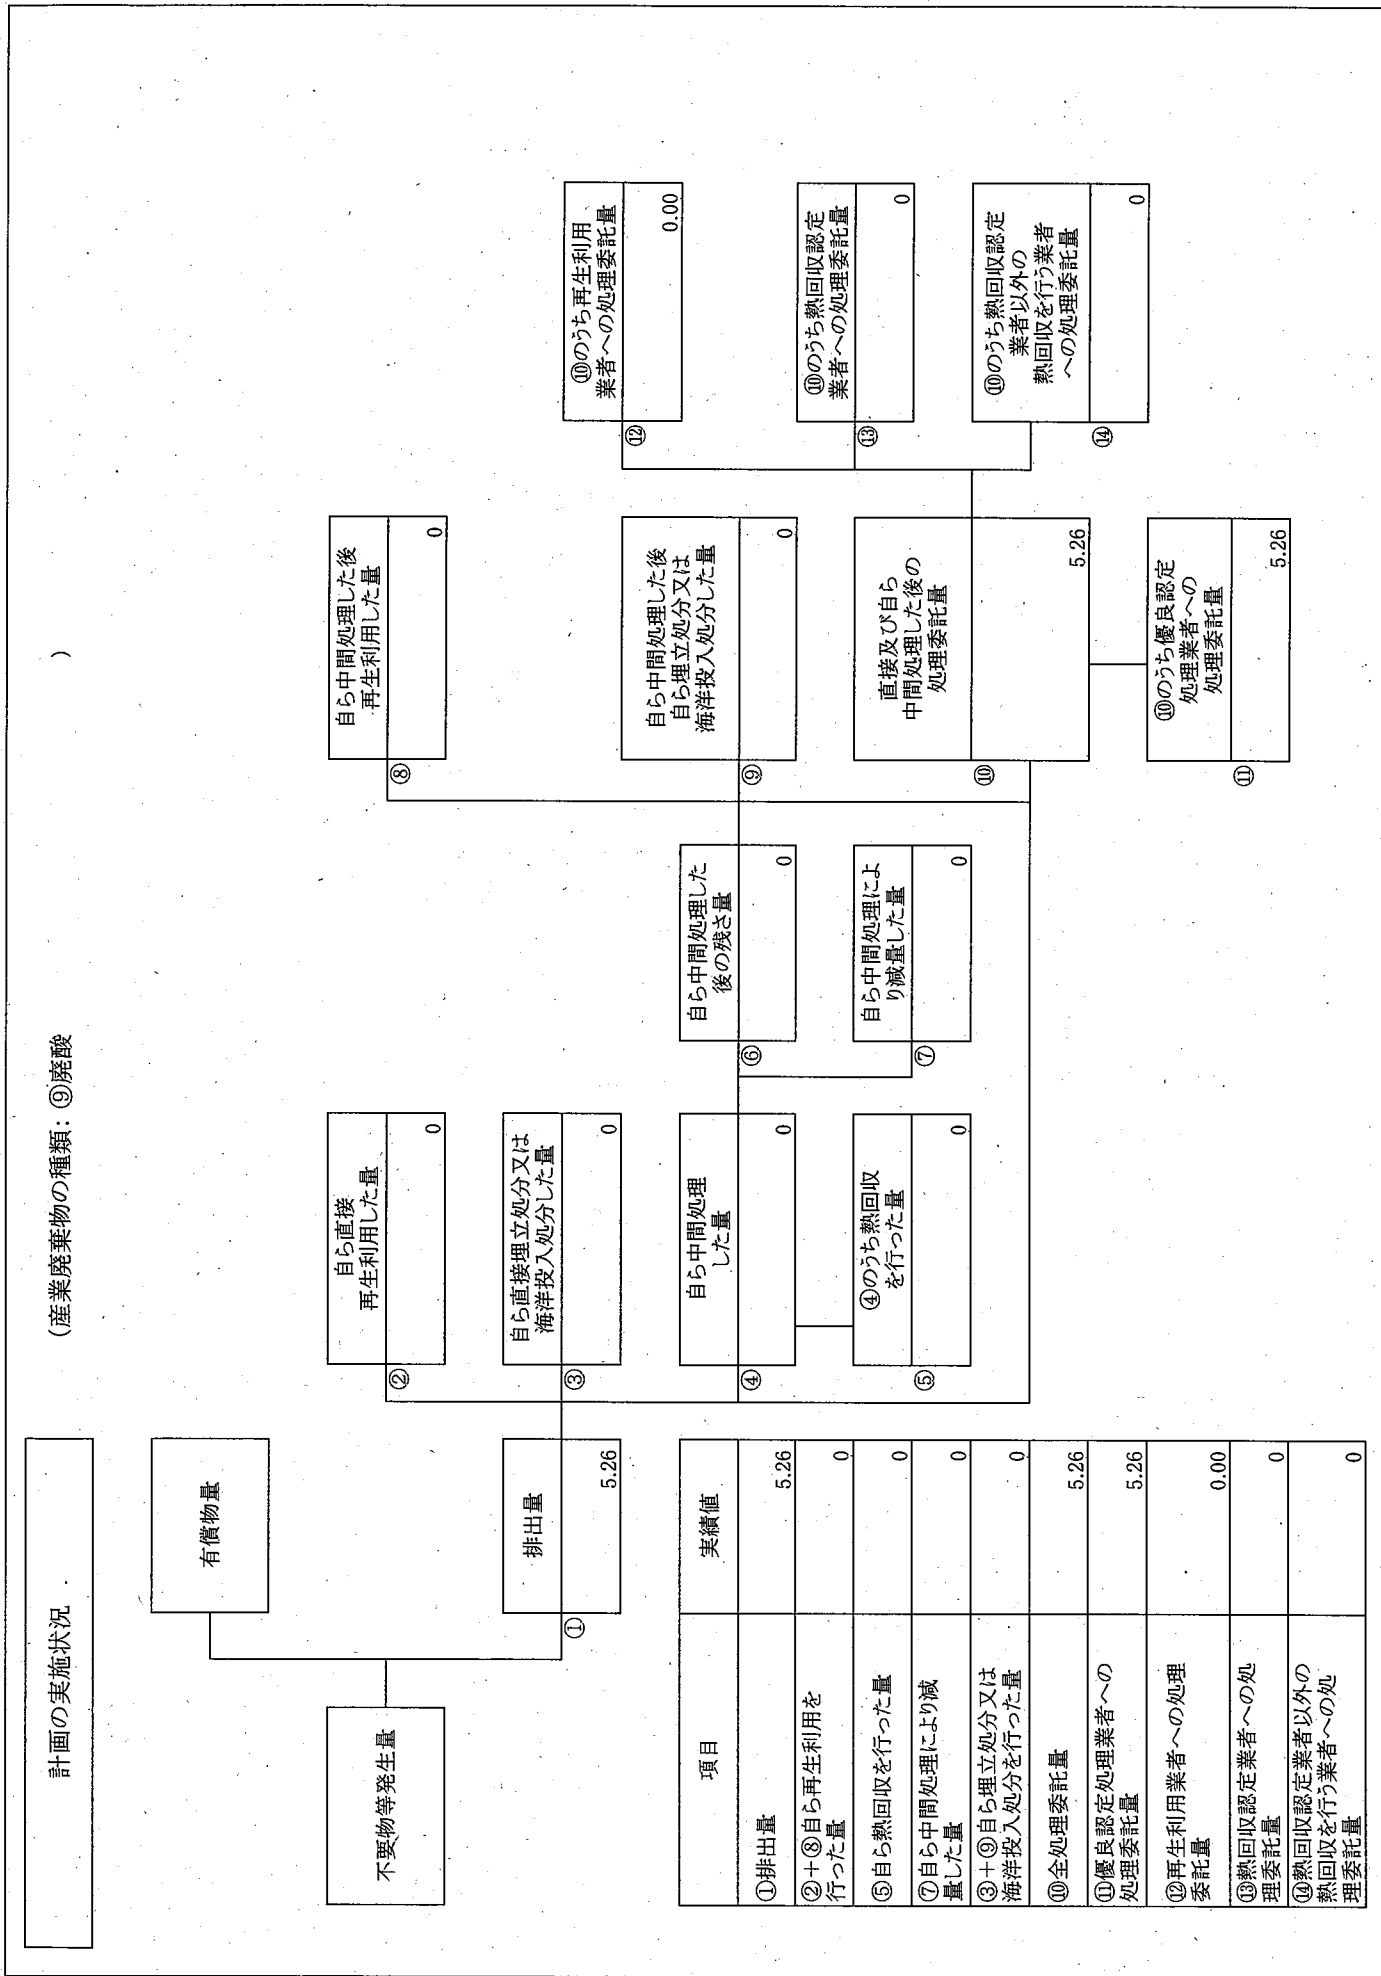 計画の実施状況
(産業廃棄物の種類：⑨廃酸 )
不要物等発生量
有償物量
排出量
①
5.26
自ら直接
再生利用した量
②
0
自ら直接埋立処分又は
海洋投入処分した量
③
0
自ら中間処理
した量
④
0
④のうち熱回収
を行った量
⑤
0
自ら中間処理した
後の残さ量
⑥
0
自ら中間処理によ
り減量した量
⑦
0
自ら中間処理した後
再生利用した量
⑧
0
自ら中間処理した後
自ら埋立処分又は
海洋投入処分した量
⑨
0
直接及び自ら
中間処理した後の
処理委託量
⑩
5.26
⑩のうち優良認定
処理業者への
処理委託量
⑪
5.26
⑩のうち再生利用
業者への処理委託量
⑫
0.00
⑩のうち熱回収認定
業者への処理委託量
⑬
0
⑩のうち熱回収認定
業者以外の
熱回収を行う業者
への処理委託量
⑭
0
項目 実績値
①排出量 5.26
②＋⑧自ら再生利用を
行った量 0
⑤自ら熱回収を行った量 0
⑦自ら中間処理により減
量した量 0
③＋⑨自ら埋立処分又は
海洋投入処分を行った量 0
⑩全処理委託量 5.26
⑪優良認定処理業者への
処理委託量 5.26
⑫再生利用業者への処理
委託量 0.00
⑬熱回収認定業者への処
理委託量 0
⑭熱回収認定業者以外の
熱回収を行う業者への処
理委託量 0